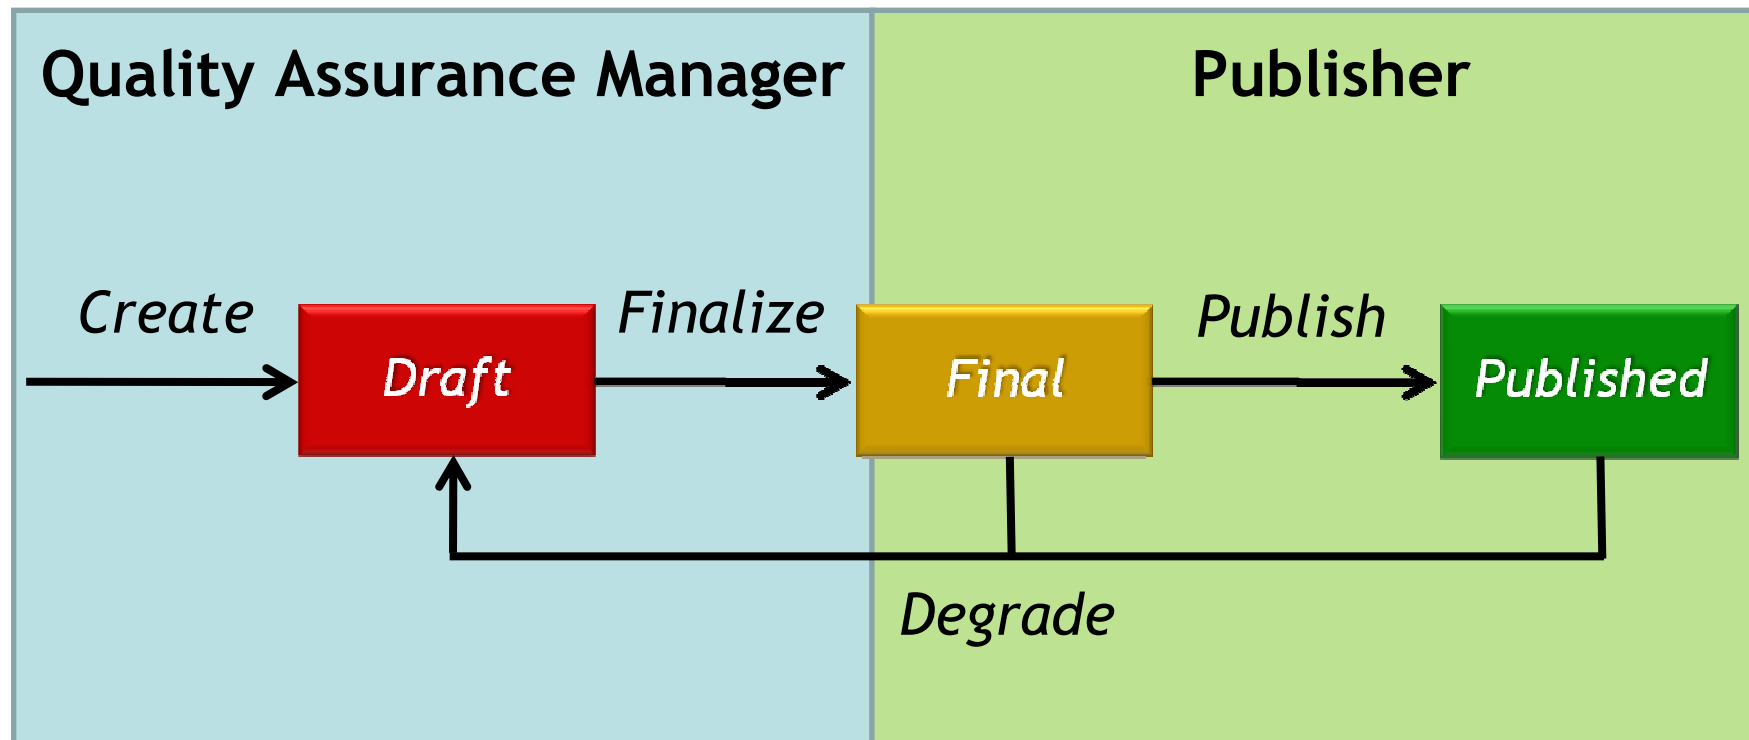 Quality Assurance Manager
Publisher
Create
Draft
Finalize
Final
Publish
Published
Degrade